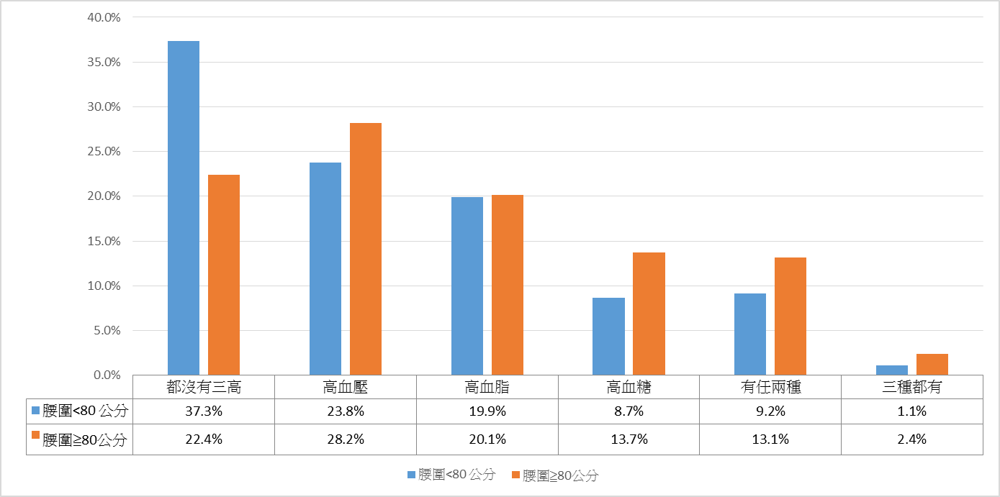 40.0%
35.0%
30.0%
25.0%
20.0%
15.0%
10.0%
5.0%
0.0%
都沒有三高 高血壓 高血脂 高血糖 有任兩種 三種都有
腰圍<80 公分 37.3% 23.8% 19.9% 8.7% 9.2% 1.1%
腰圍≧80公分 22.4% 28.2% 20.1% 13.7% 13.1% 2.4%
腰圍<80 公分 腰圍≧80公分